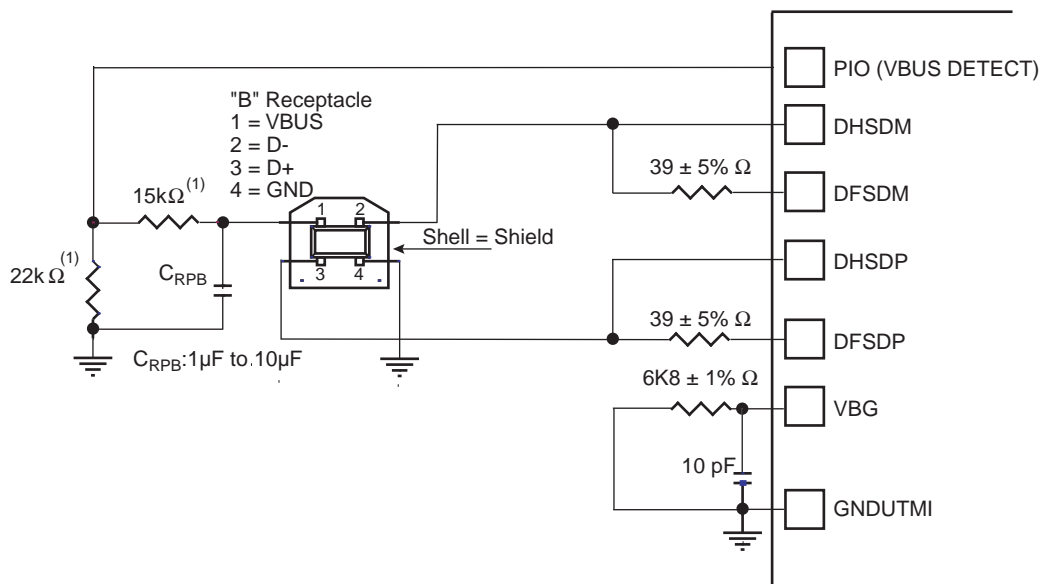 PIO (VBUS DETECT)
"B" Receptacle
1 = VBUS
2 = D-
3 = D+
4 = GND
DHSDM
39 ± 5% Ω
DFSDM
15kΩ (1)
1 2
Shell = Shield
DHSDP
22k Ω (1)
CRPB
3 4
39 ± 5% Ω
DFSDP
CRPB:1µF to 10µF
6K8 ± 1% Ω
VBG
10 pF
GNDUTMI